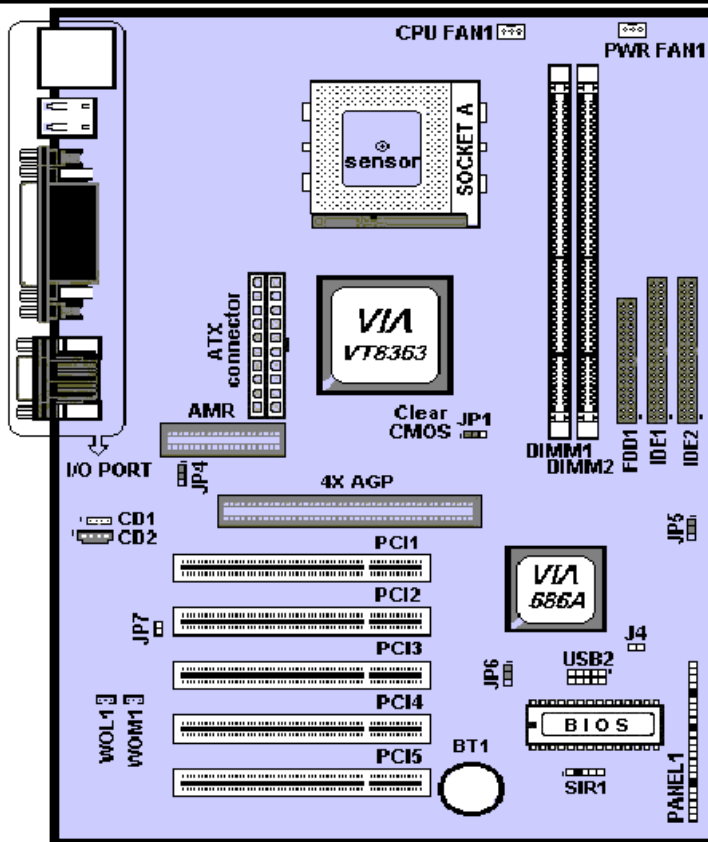 CPU FAN1
PWR FAN1
sensor
SOCKET A
ATX
connector
VIA
VT8363
AMR
Clear
CMOS
JP1
DIMM1
DIMM2
FDD1
IDE1
IDE2
I/O PORT
JP4
4X AGP
CD1
CD2
JP5
PCI1
VIA
686A
PCI2
JP7
J4
PCI3
USB2
JP6
WOL1
WOM1
PCI4
BIOS
BT1
PCI5
SIR1
PANEL1